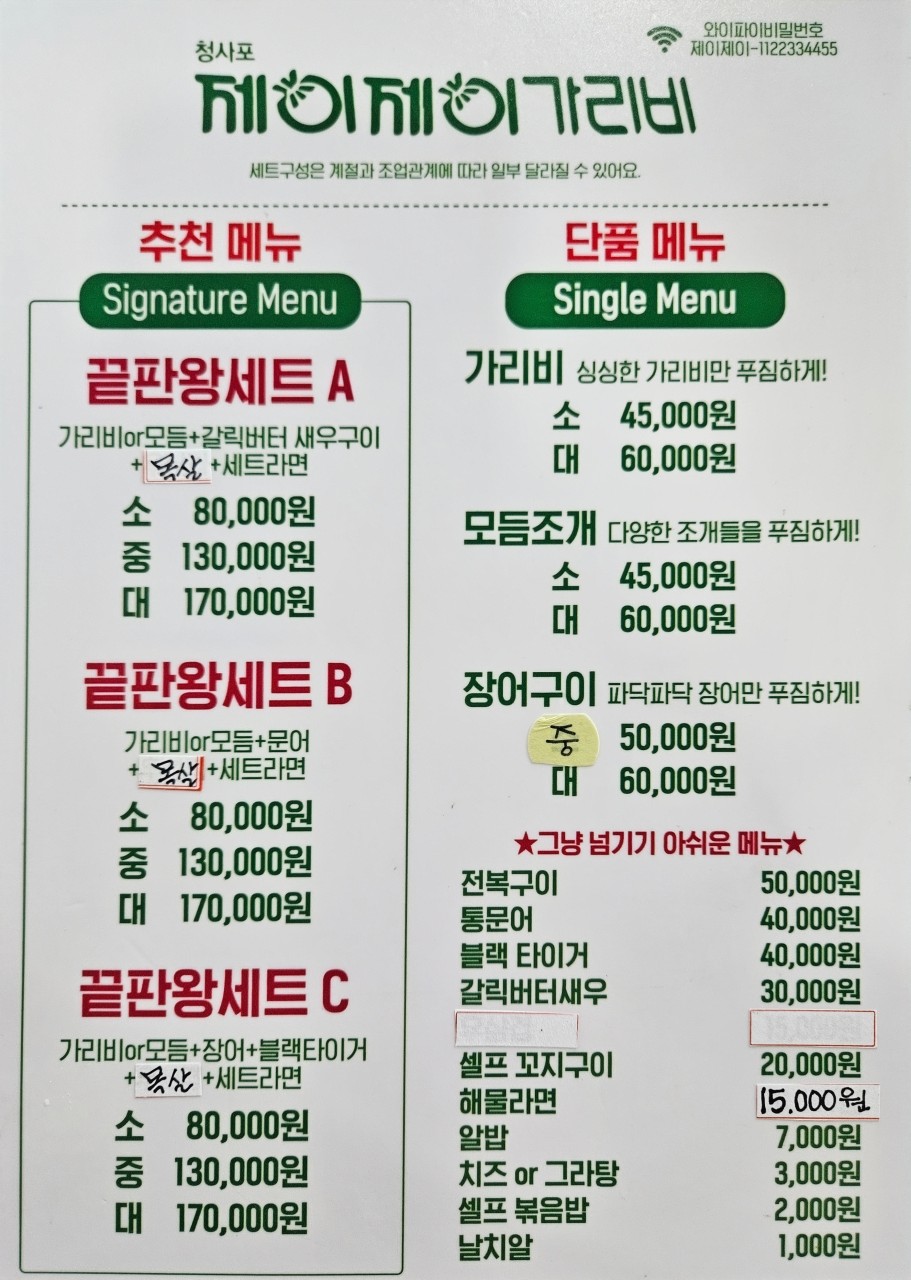 와이파이비밀번호
제이제이-1122334455
청사포
제이제이가리비
세트구성은 계절과 조업관계에 따라 일부 달라질 수 있어요.
추천 메뉴
Signature Menu
끝판왕세트 A
가리비or모듬+갈릭버터 새우구이
+ +세트라면
소 80,000원
중 130,000원
대 170,000원
끝판왕세트 B
가리비or모듬+문어
+ +세트라면
소 80,000원
중 130,000원
대 170,000원
끝판왕세트 C
가리비or모듬+장어+블랙타이거
+ +세트라면
소 80,000원
중 130,000원
대 170,000원
단품 메뉴
Single Menu
가리비 싱싱한 가리비만 푸짐하게!
소 45,000원
대 60,000원
모듬조개 다양한 조개들을 푸짐하게!
소 45,000원
대 60,000원
장어구이 파닥파닥 장어만 푸짐하게!
중 50,000원
대 60,000원
★그냥 넘기기 아쉬운 메뉴★
전복구이 50,000원
통문어 40,000원
블랙 타이거 40,000원
갈릭버터새우 30,000원
셀프 꼬지구이 20,000원
해물라면 15.000원
알밥 7,000원
치즈 or 그라탕 3,000원
셀프 볶음밥 2,000원
날치알 1,000원